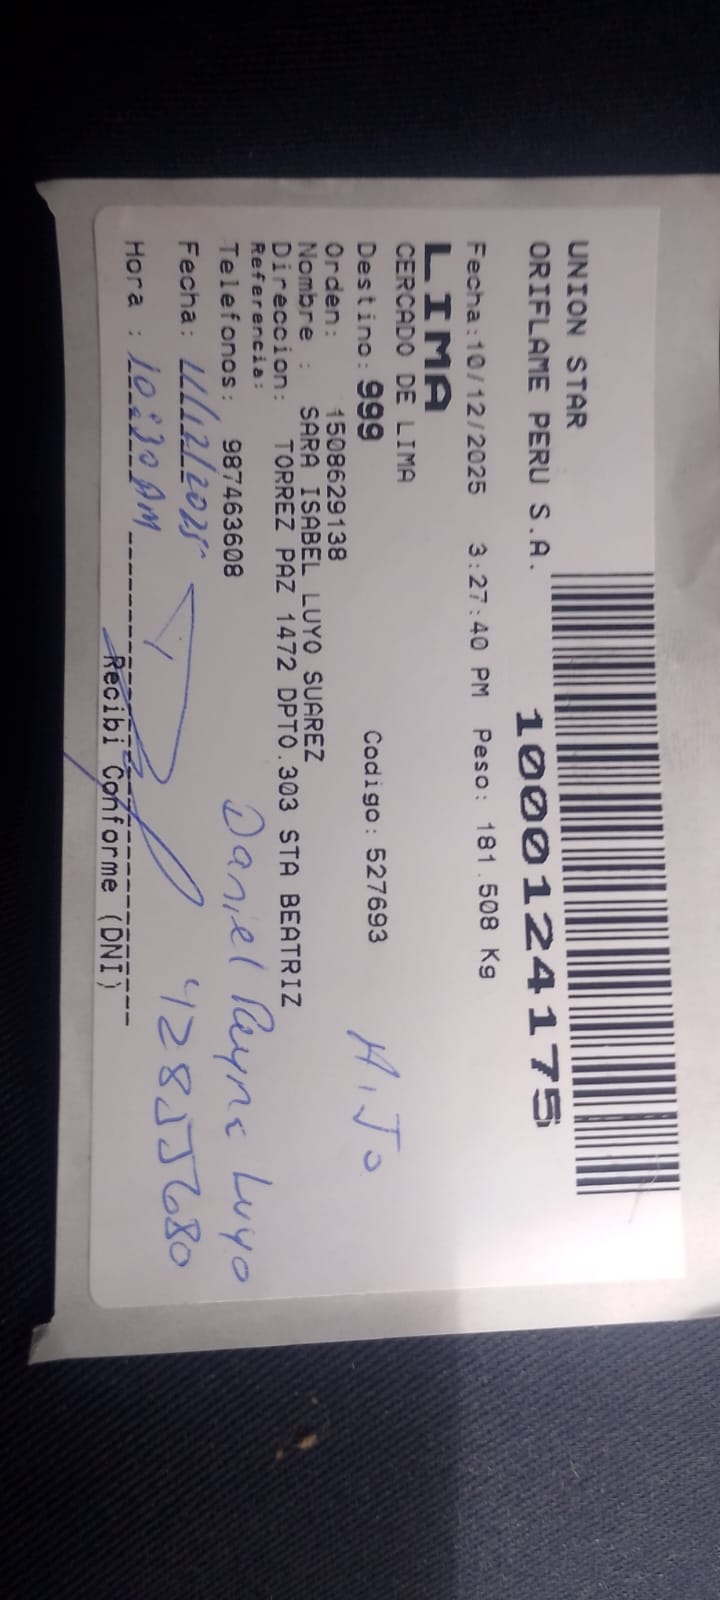 UNION STAR
ORIFLAME PERU S.A. 1000124175
Fecha:10/12/2025 3:27:40 PM Peso: 181.508 Kg
LIMA
CERCADO DE LIMA
Destino: 999 Codigo: 527693
Orden: 1508629138
Nombre : SARA ISABEL LUYO SUAREZ
Direccion: TORREZ PAZ 1472 DPTO.303 STA BEATRIZ
Referencia:
Telefonos: 987463608
Hijo
Daniel Luyo
Fecha: 11/12/2025
Hora : 10:30 AM
Recibi Conforme (DNI)